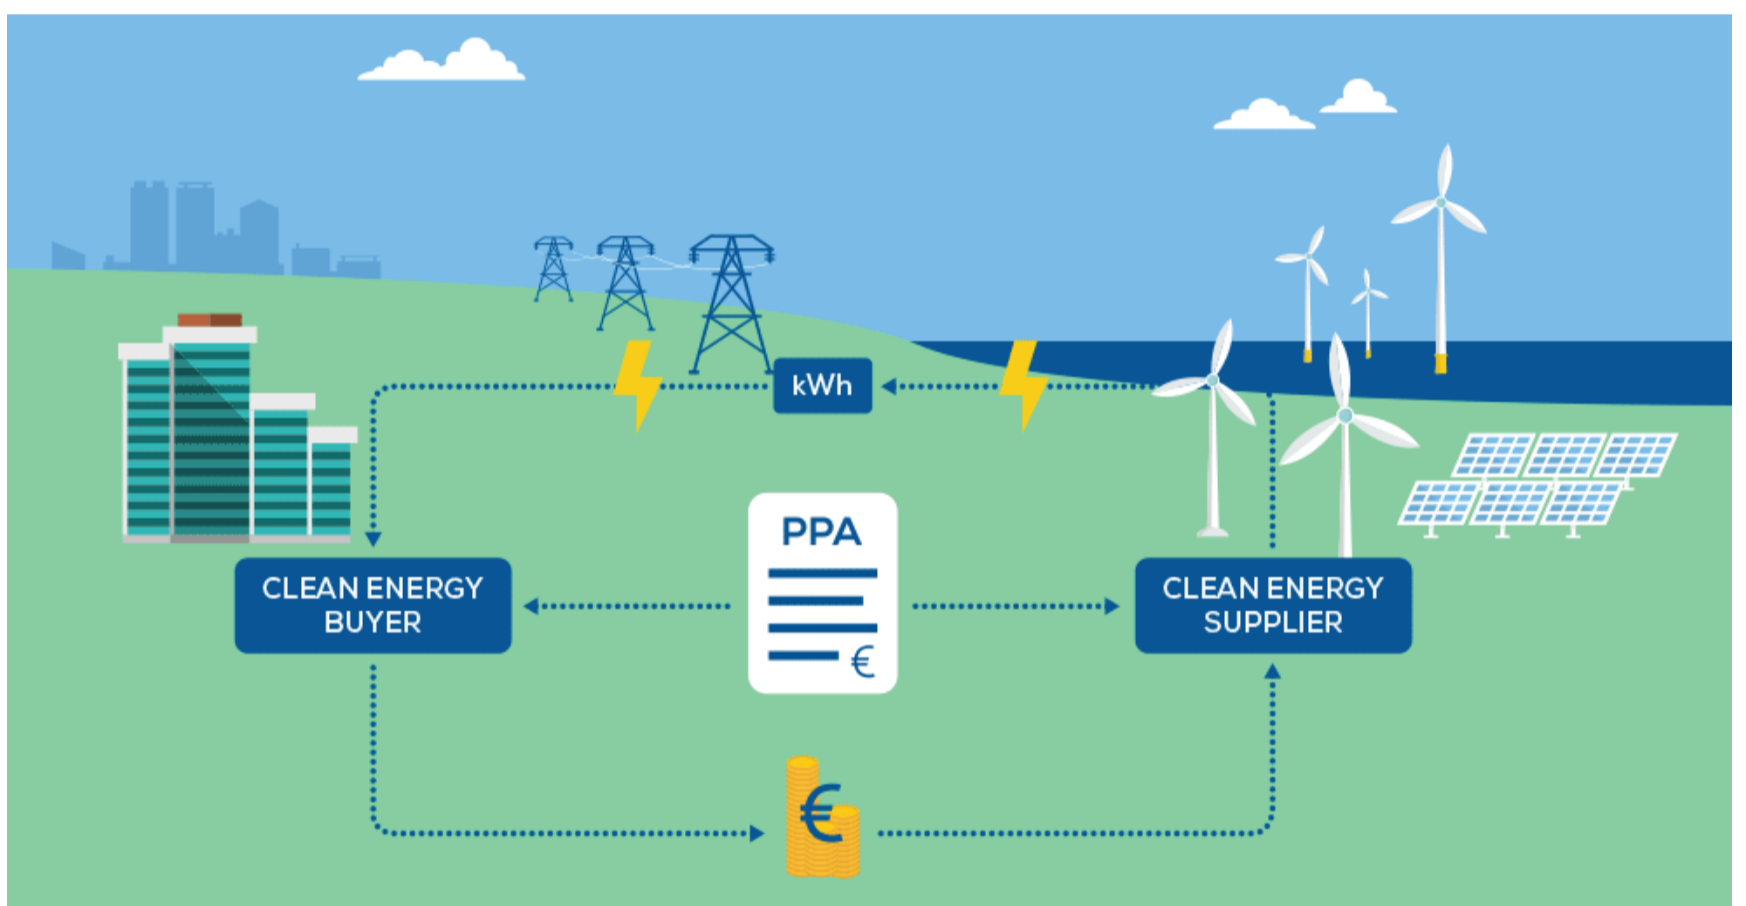 kWh
PPA
€
CLEAN ENERGY
BUYER
CLEAN ENERGY
SUPPLIER
€